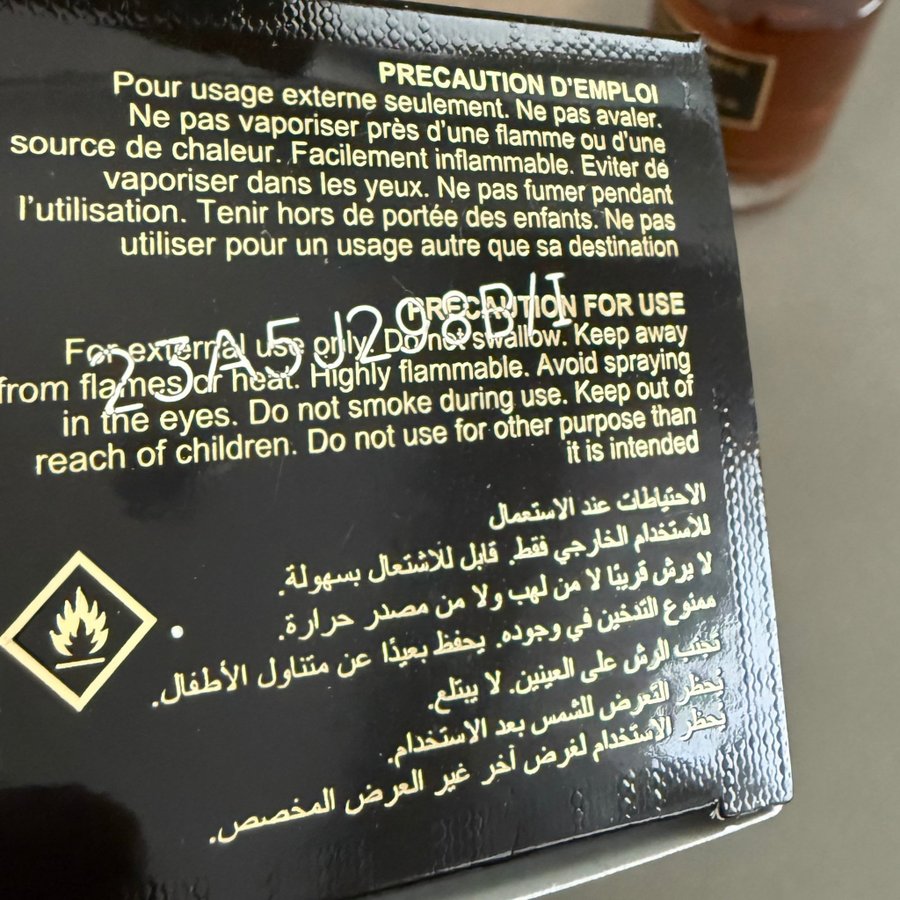 PRECAUTION D'EMPLOI
Pour usage externe seulement. Ne pas avaler.
Ne pas vaporiser près d'une flamme ou d'une
source de chaleur. Facilement inflammable. Eviter de
vaporiser dans les yeux. Ne pas fumer pendant
l'utilisation. Tenir hors de portée des enfants. Ne pas
utiliser pour un usage autre que sa destination
PRECAUTION FOR USE
23A5J298B/I
For external use only. Do not swallow. Keep away
from flames or heat. Highly flammable. Avoid spraying
in the eyes. Do not smoke during use. Keep out of
reach of children. Do not use for other purpose than
it is intended
الاحتياطات عند الاستعمال
للاستخدام الخارجي فقط. قابل للاشتعال بسهولة.
لا يرش قريبًا لا من لهب ولا من مصدر حرارة.
ممنوع التدخين في وجوده. يحفظ بعيدًا عن متناول الأطفال.
تجنب الرش على العينين. لا يبتلع.
يحظر التعرض للشمس بعد الاستخدام.
يحظر الاستخدام لغرض آخر غير العرض المخصص.